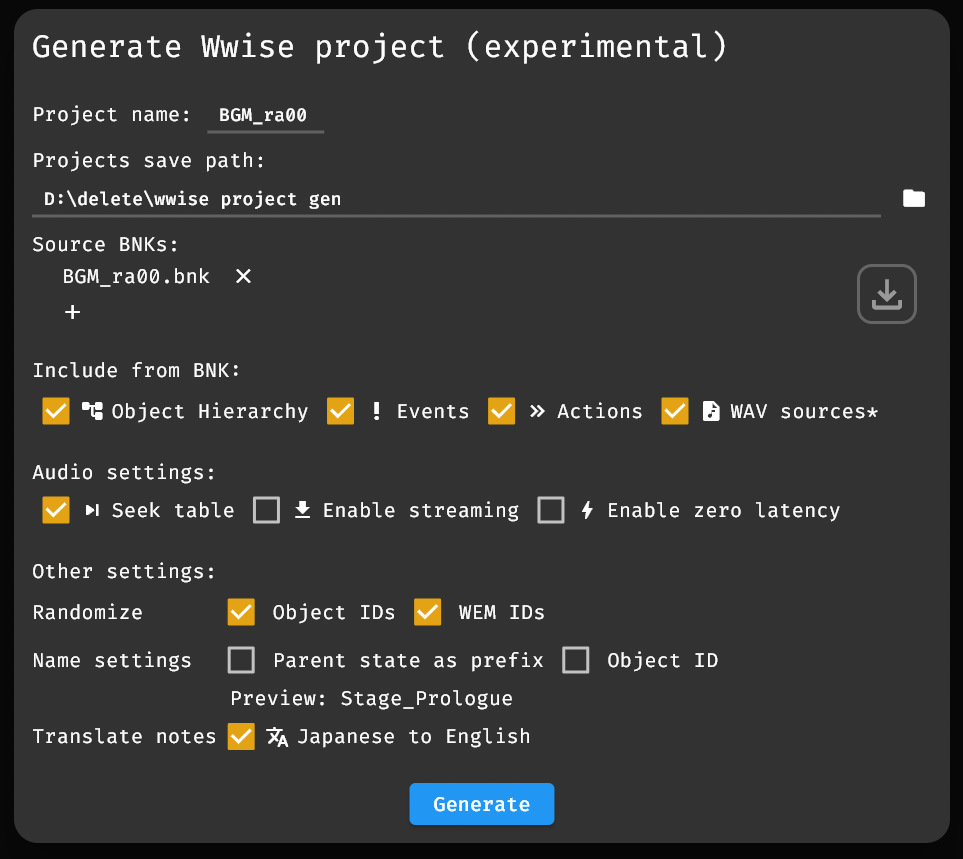 Generate Wwise project (experimental)
Project name: BGM_ra00
Projects save path:
D:\delete\wwise project gen
Source BNKs:
BGM_ra00.bnk
Include from BNK:
Object Hierarchy Events Actions WAV sources*
Audio settings:
Seek table Enable streaming Enable zero latency
Other settings:
Randomize Object IDs WEM IDs
Name settings Parent state as prefix Object ID
Preview: Stage_Prologue
Translate notes Japanese to English
Generate